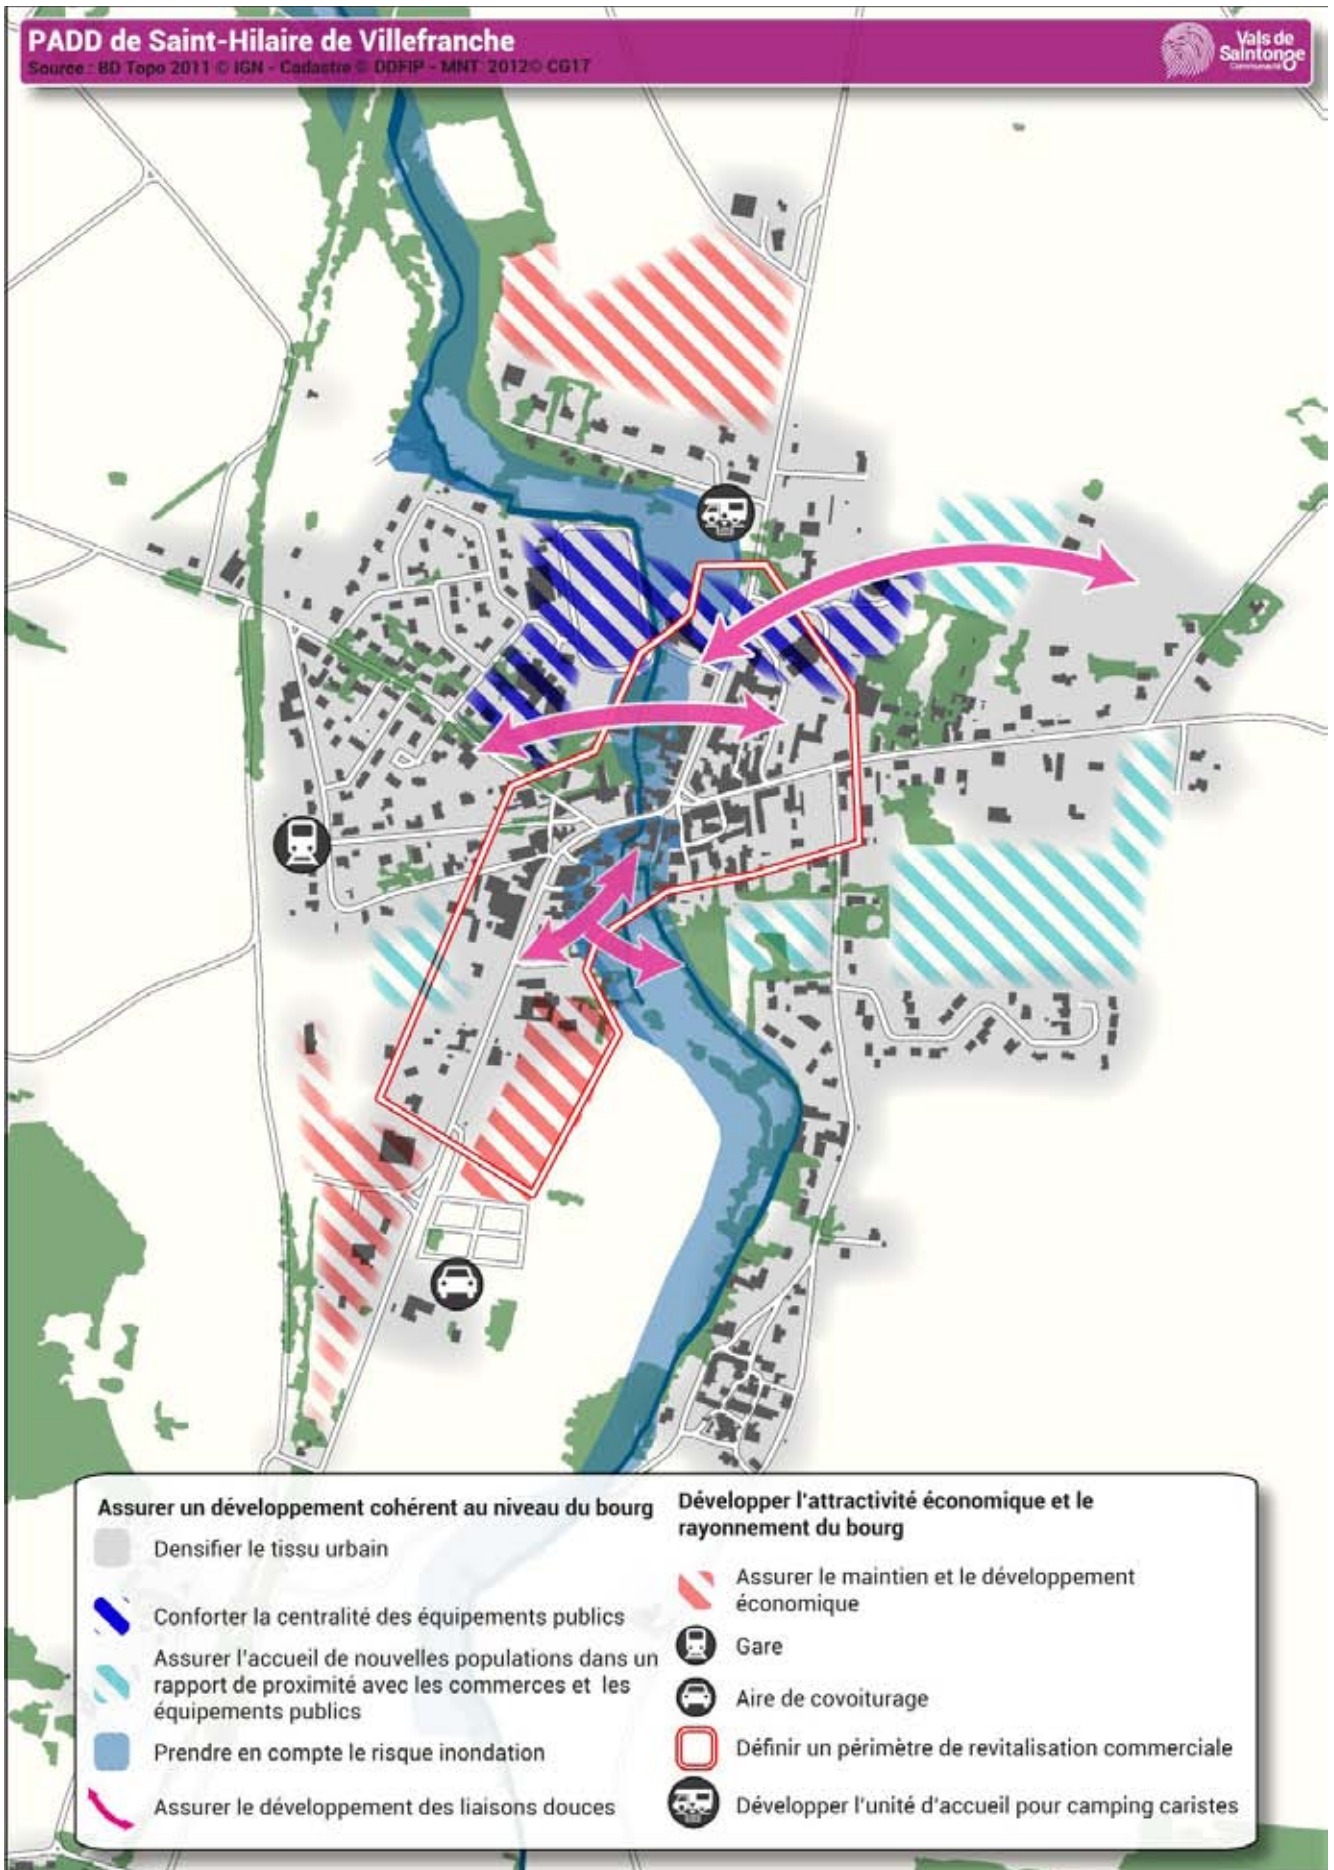 PADD de Saint-Hilaire de Villefranche
Source : BD Topo 2011 © IGN - Cadastre © DDFIP - MNT 2012© CG17
Vals de
Saintonge
Communauté
Assurer un développement cohérent au niveau du bourg
Densifier le tissu urbain
Conforter la centralité des équipements publics
Assurer l'accueil de nouvelles populations dans un
rapport de proximité avec les commerces et les
équipements publics
Prendre en compte le risque inondation
Assurer le développement des liaisons douces
Développer l'attractivité économique et le
rayonnement du bourg
Assurer le maintien et le développement
économique
Gare
Aire de covoiturage
Définir un périmètre de revitalisation commerciale
Développer l'unité d'accueil pour camping caristes